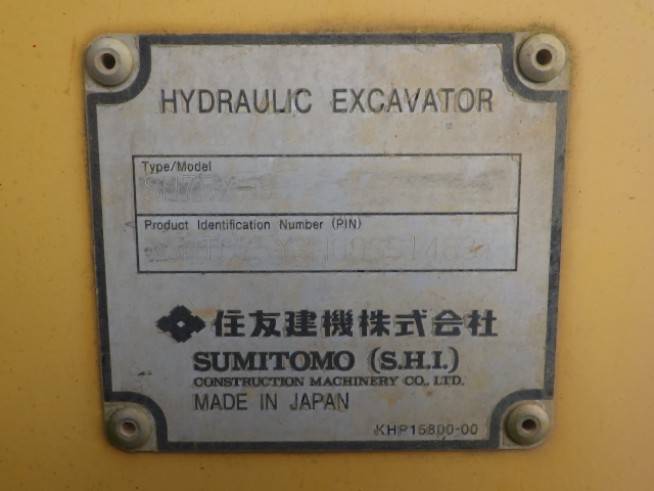 HYDRAULIC EXCAVATOR
Type/Model
Product Identification Number (PIN)
住友建機株式会社
SUMITOMO (S.H.I.)
CONSTRUCTION MACHINERY CO., LTD.
MADE IN JAPAN
KHP15800-00